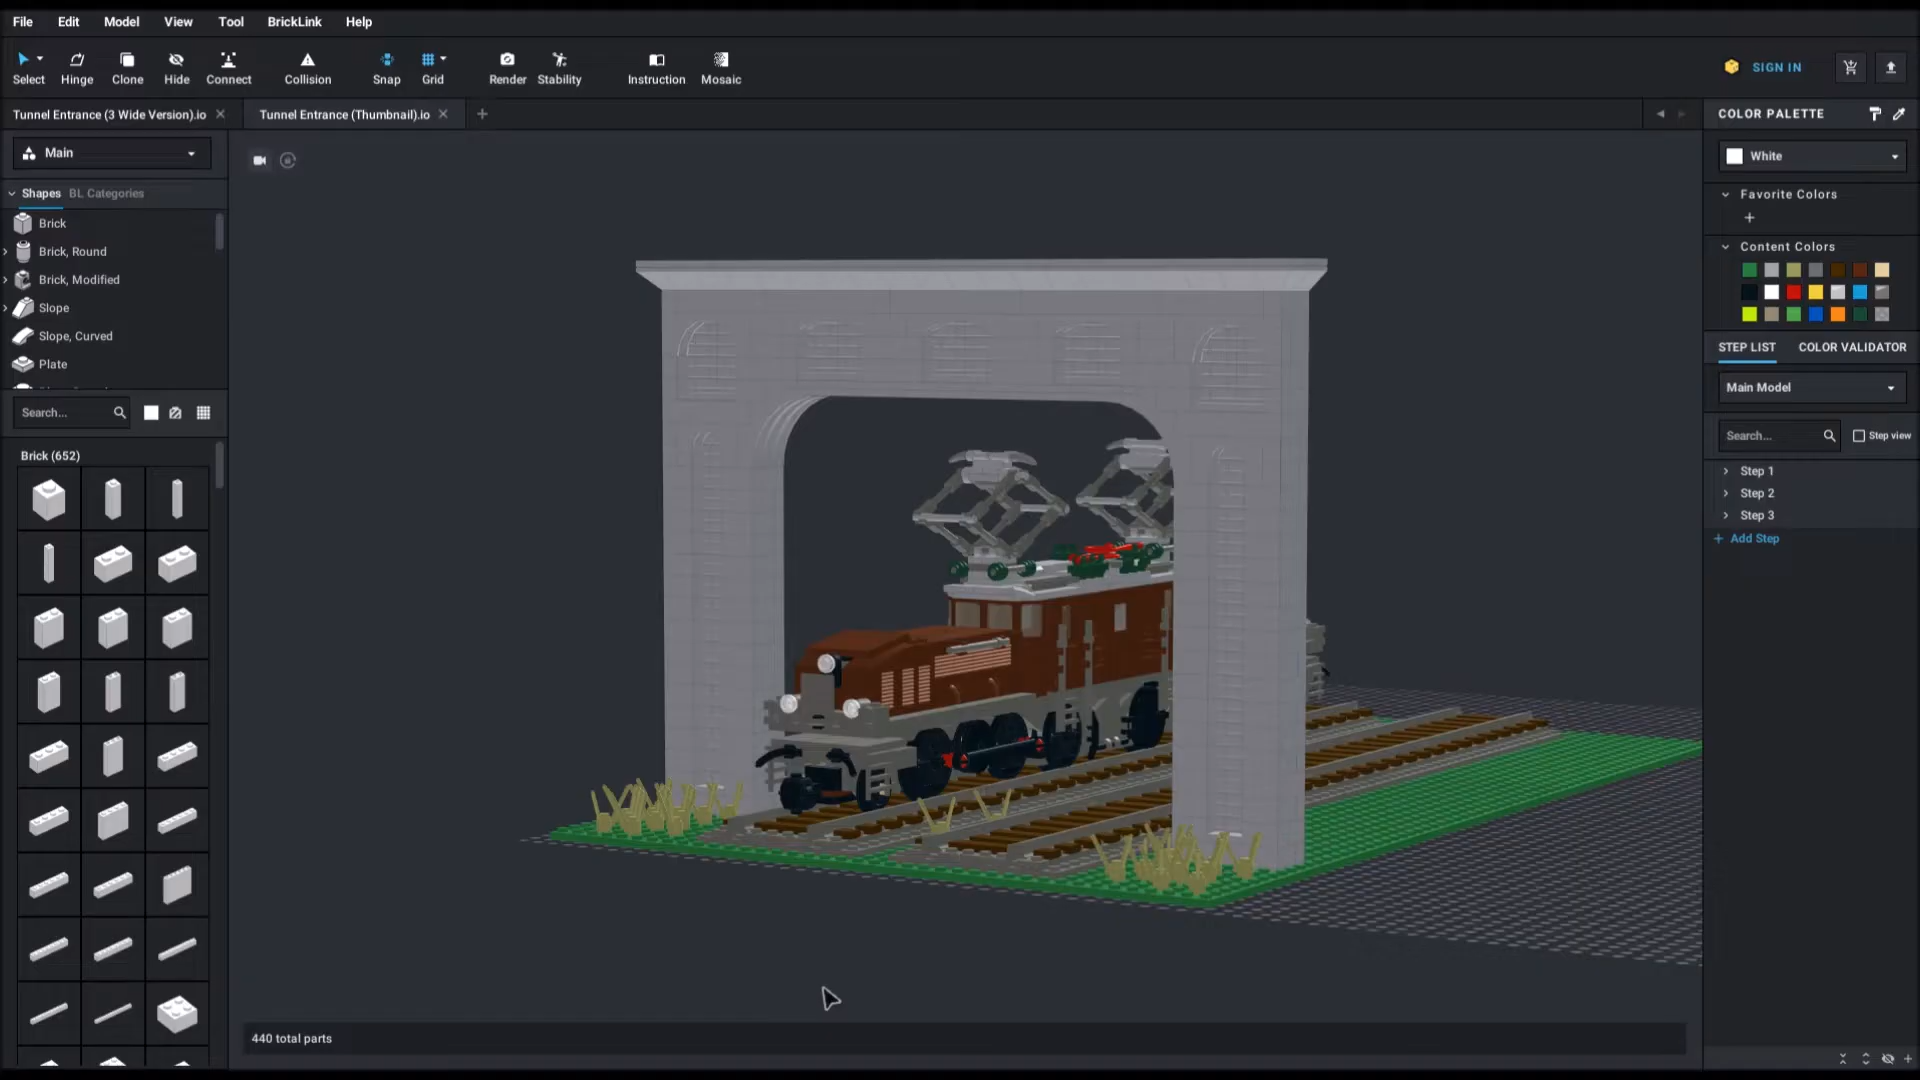 File Edit Model View Tool BrickLink Help
Select Hinge Clone Hide Connect Collision Snap Grid Render Stability Instruction Mosaic
SIGN IN
Tunnel Entrance (3 Wide Version).io
Tunnel Entrance (Thumbnail).io
Main
Shapes BL Categories
Brick
Brick, Round
Brick, Modified
Slope
Slope, Curved
Plate
Search...
Brick (652)
440 total parts
COLOR PALETTE
White
Favorite Colors
Content Colors
STEP LIST COLOR VALIDATOR
Main Model
Search... Step view
Step 1
Step 2
Step 3
+ Add Step